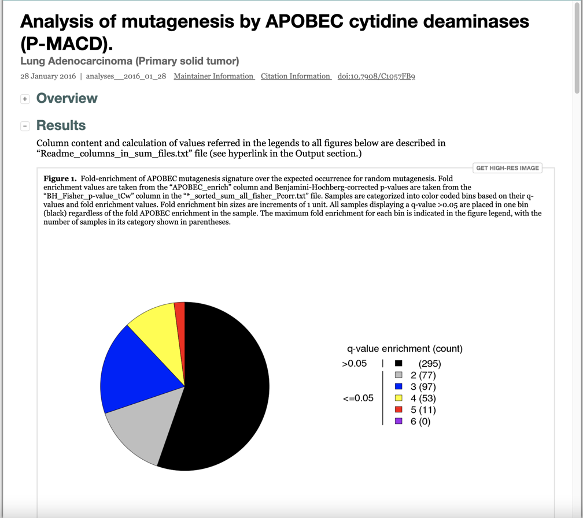 Analysis of mutagenesis by APOBEC cytidine deaminases
(P-MACD).
Lung Adenocarcinoma (Primary solid tumor)
28 January 2016 | analyses__2016_01_28 Maintainer Information Citation Information doi:10.7908/C1057FB9
+ Overview
− Results
Column content and calculation of values referred in the legends to all figures below are described in
“Readme_columns_in_sum_files.txt” file (see hyperlink in the Output section.)
GET HIGH-RES IMAGE
Figure 1. Fold-enrichment of APOBEC mutagenesis signature over the expected occurrence for random mutagenesis. Fold
enrichment values are taken from the “APOBEC_enrich” column and Benjamini-Hochberg-corrected p-values are taken from the
“BH_Fisher_p-value_tCw” column in the “*_sorted_sum_all_fisher_Pcorr.txt” file. Samples are categorized into color coded bins based on their q-
values and fold enrichment values. Fold enrichment bin sizes are increments of 1 unit. All samples displaying a q-value >0.05 are placed in one bin
(black) regardless of the fold APOBEC enrichment in the sample. The maximum fold enrichment for each bin is indicated in the figure legend, with the
number of samples in its category shown in parentheses.
q-value enrichment (count)
>0.05 (295)
2 (77)
3 (97)
<=0.05 4 (53)
5 (11)
6 (0)